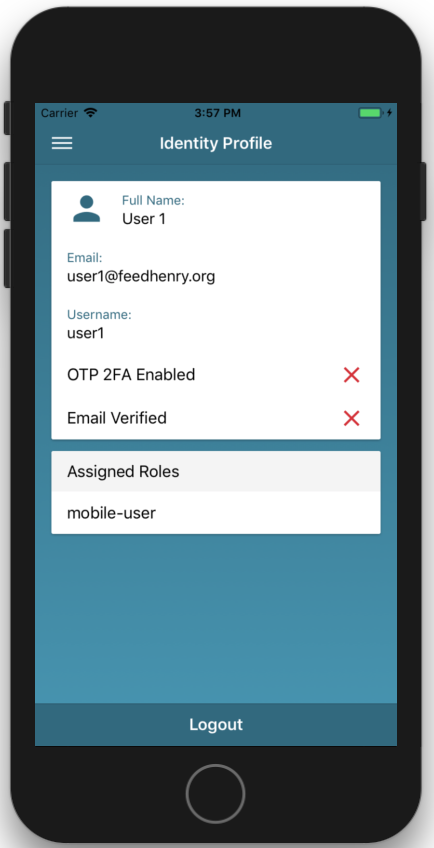 Carrier 3:57 PM
Identity Profile
Full Name:
User 1
Email:
user1@feedhenry.org
Username:
user1
OTP 2FA Enabled
Email Verified
Assigned Roles
mobile-user
Logout